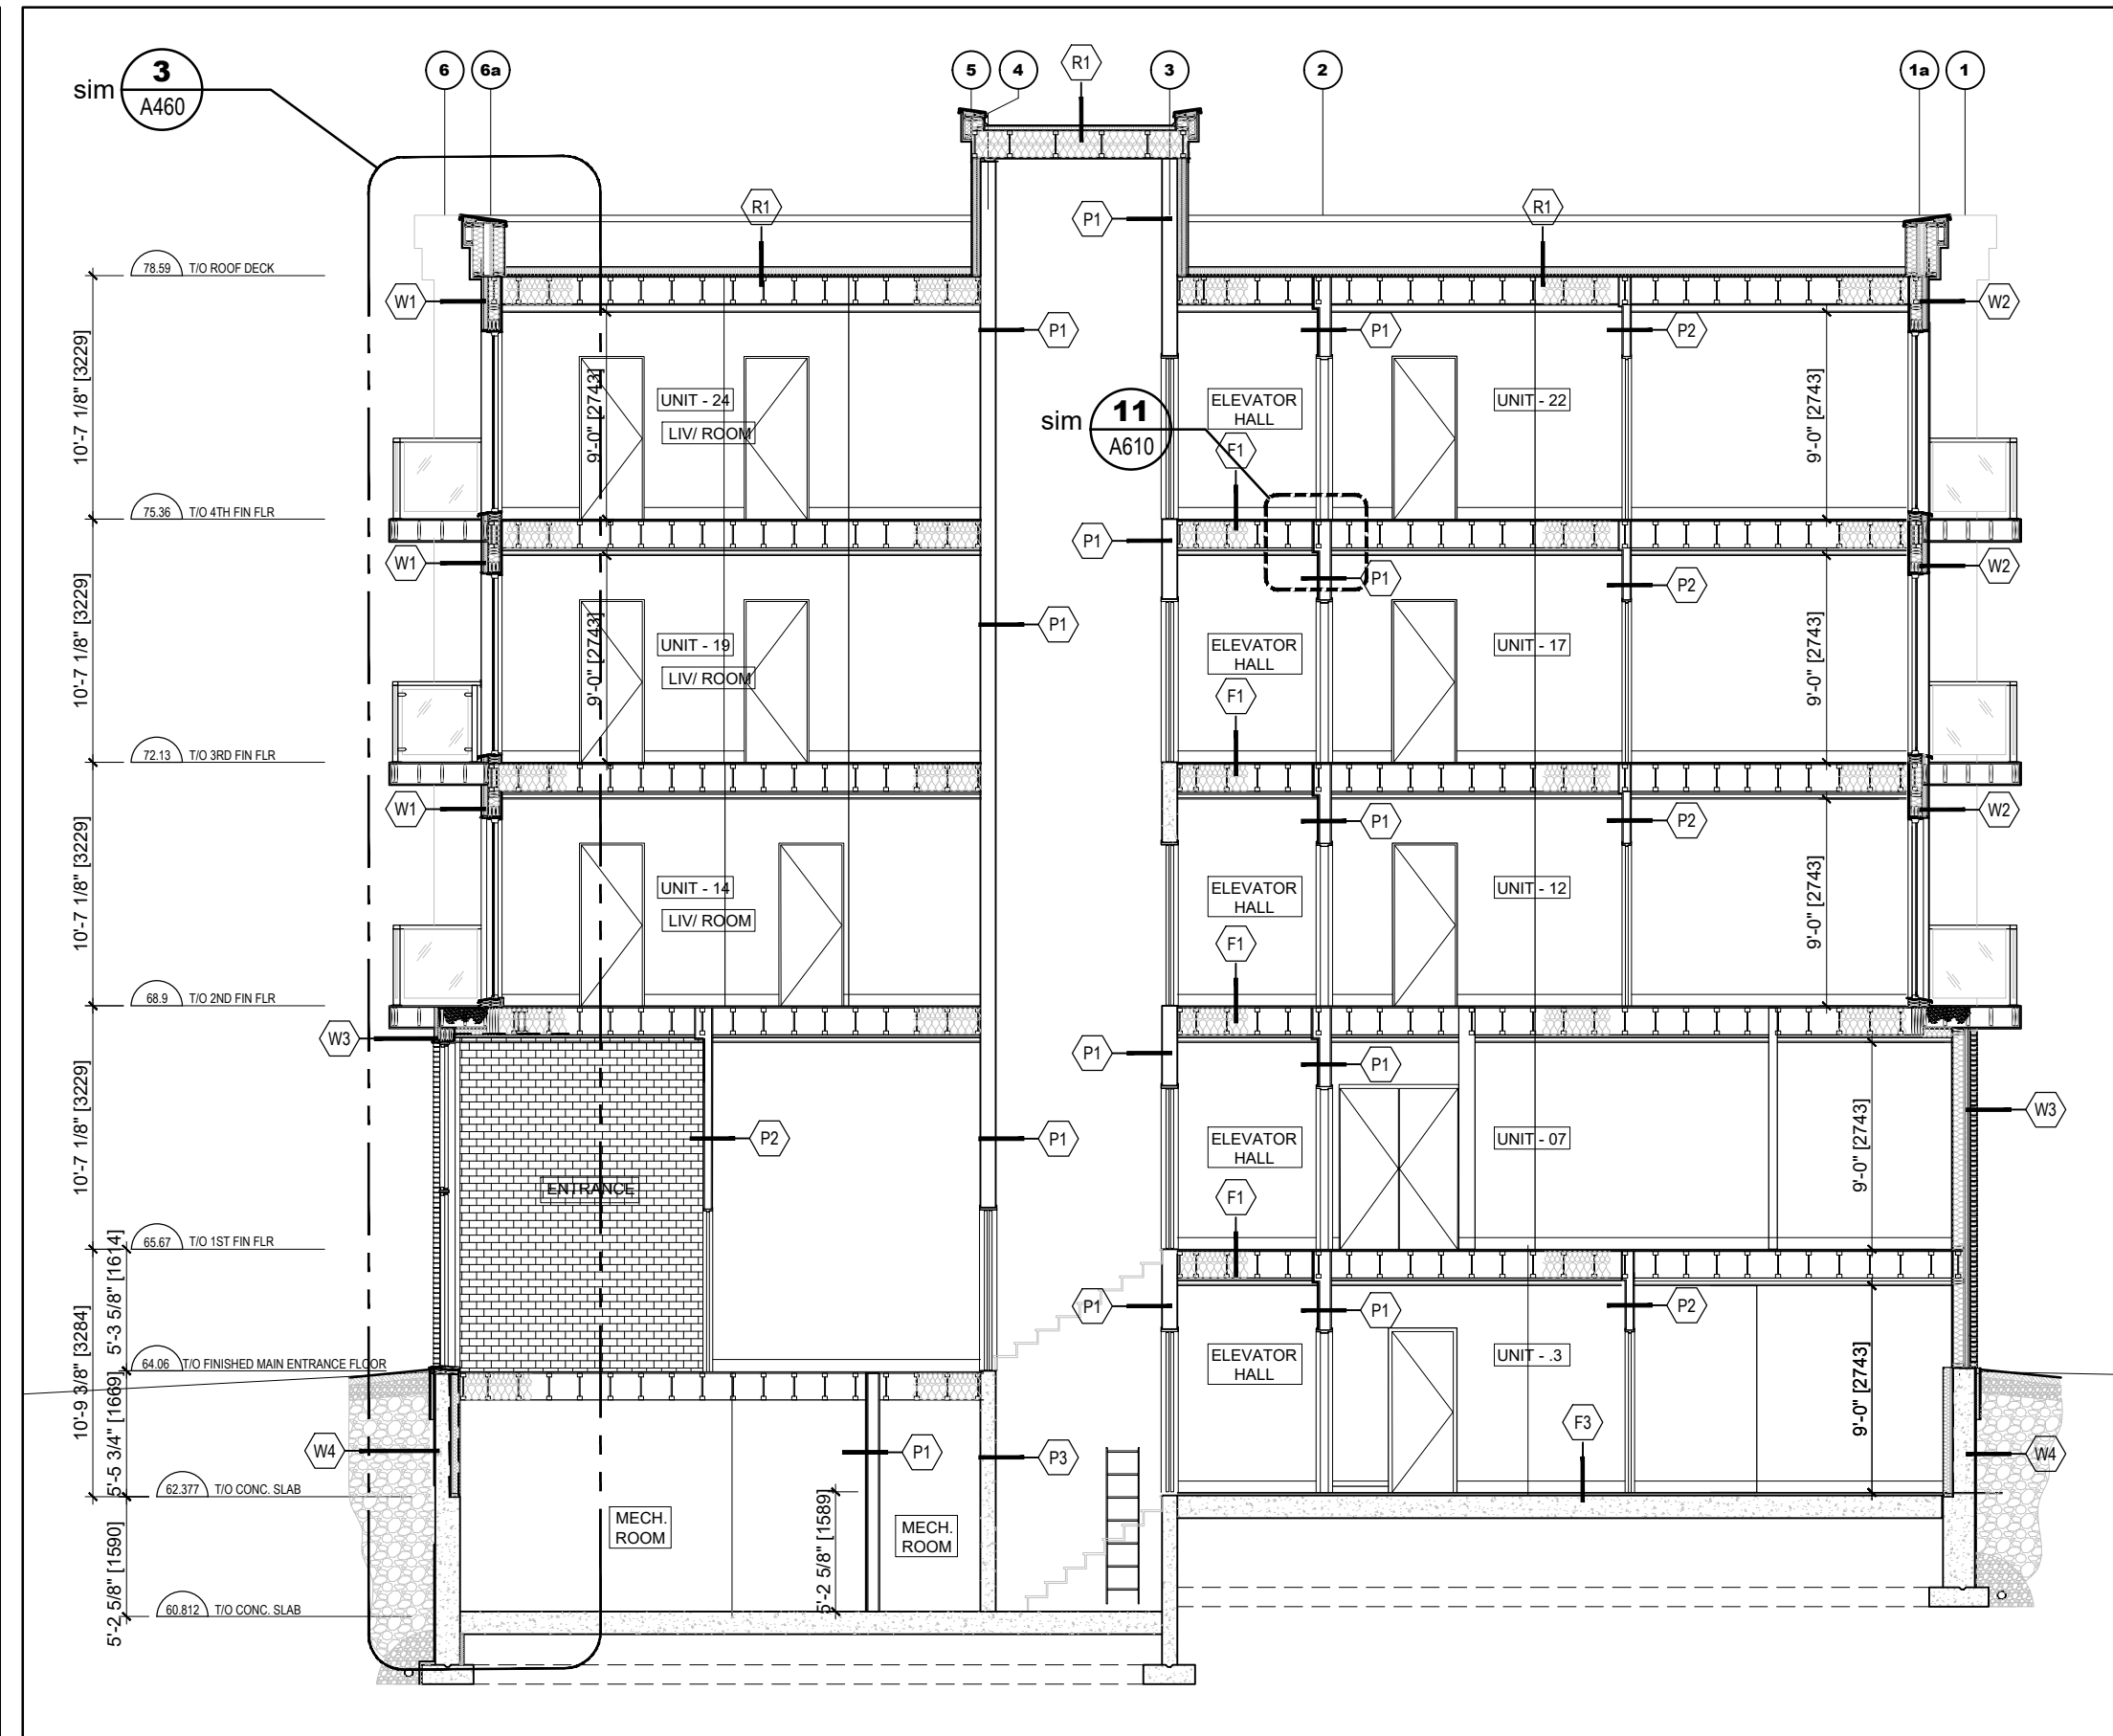 6
6a
5
4
R1
3
2
1a
1
sim
3
A460
R1
P1
R1
78.59 T/O ROOF DECK
W1
W2
P1
P1
P2
10'-7 1/8" [3229]
9'-0" [2743]
UNIT - 24
LIV/ ROOM
sim
11
A610
ELEVATOR
HALL
F1
UNIT - 22
9'-0" [2743]
75.36 T/O 4TH FIN FLR
W1
P1
P1
P2
W2
10'-7 1/8" [3229]
9'-0" [2743]
UNIT - 19
LIV/ ROOM
P1
ELEVATOR
HALL
F1
UNIT - 17
9'-0" [2743]
72.13 T/O 3RD FIN FLR
W1
P1
P2
W2
10'-7 1/8" [3229]
UNIT - 14
LIV/ ROOM
ELEVATOR
HALL
F1
UNIT - 12
9'-0" [2743]
68.9 T/O 2ND FIN FLR
W3
P1
P1
10'-7 1/8" [3229]
P2
P1
ENTRANCE
ELEVATOR
HALL
F1
UNIT - 07
9'-0" [2743]
W3
65.67 T/O 1ST FIN FLR
5'-3 5/8" [1614]
10'-9 3/8" [3284]
P1
P1
P2
64.06 T/O FINISHED MAIN ENTRANCE FLOOR
ELEVATOR
HALL
UNIT - .3
9'-0" [2743]
5'-5 3/4" [1669]
W4
P1
P3
F3
W4
62.377 T/O CONC. SLAB
MECH.
ROOM
5'-2 5/8" [1589]
MECH.
ROOM
5'-2 5/8" [1590]
60.812 T/O CONC. SLAB